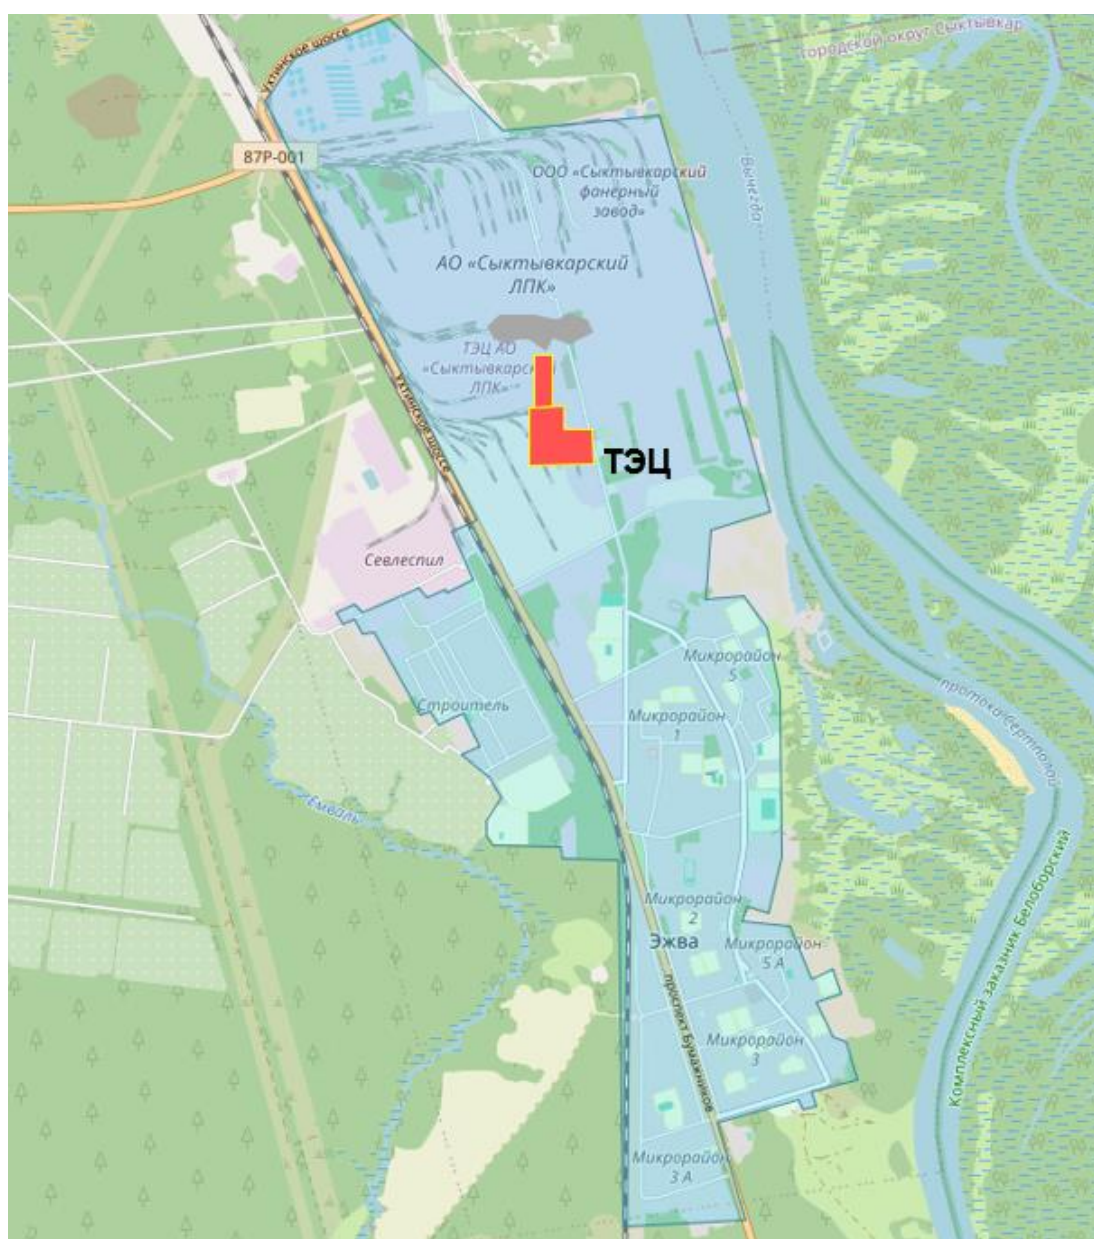 городской округ Сыктывкар
Ухтинское шоссе
87Р-001
ООО «Сыктывкарский
фанерный
завод»
Вычегда
АО «Сыктывкарский
ЛПК»
ТЭЦ АО
«Сыктывкарский
ЛПК»
Ухтинское шоссе
ТЭЦ
Севлеспил
Микрорайон
5
протока Бертполой
Строитель
Микрорайон
1
Емваль
Комплексный заказник Белоборский
Микрорайон
2
Эжва
Микрорайон
5 А
проспект Бумажников
Микрорайон
3
Микрорайон
3 А